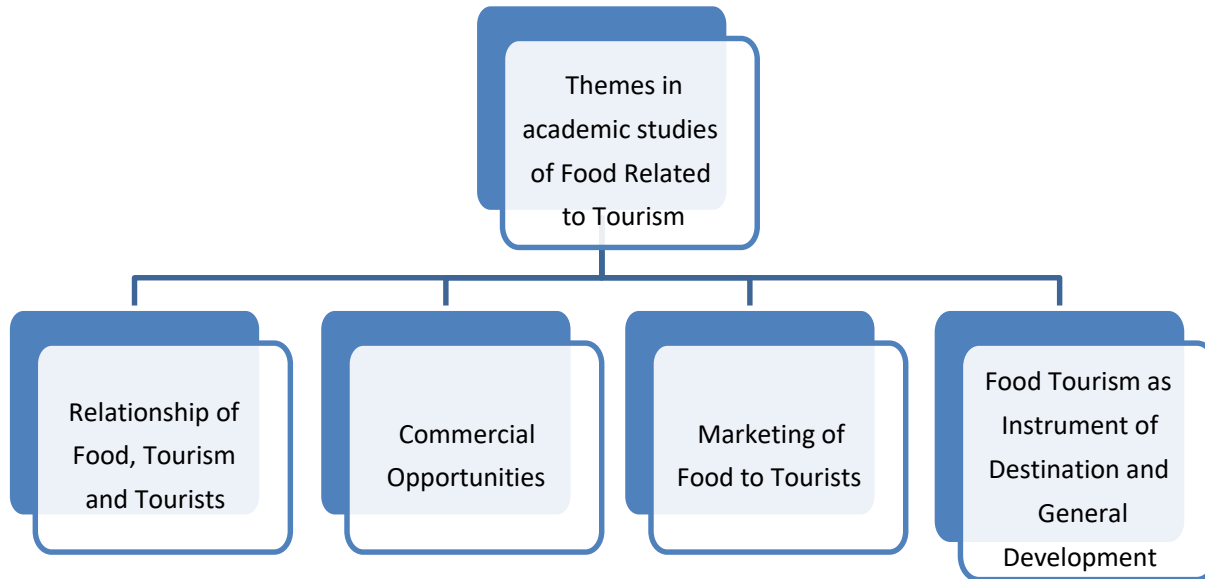 Themes in
academic studies
of Food Related
to Tourism
Relationship of
Food, Tourism
and Tourists
Commercial
Opportunities
Marketing of
Food to Tourists
Food Tourism as
Instrument of
Destination and
General
Development